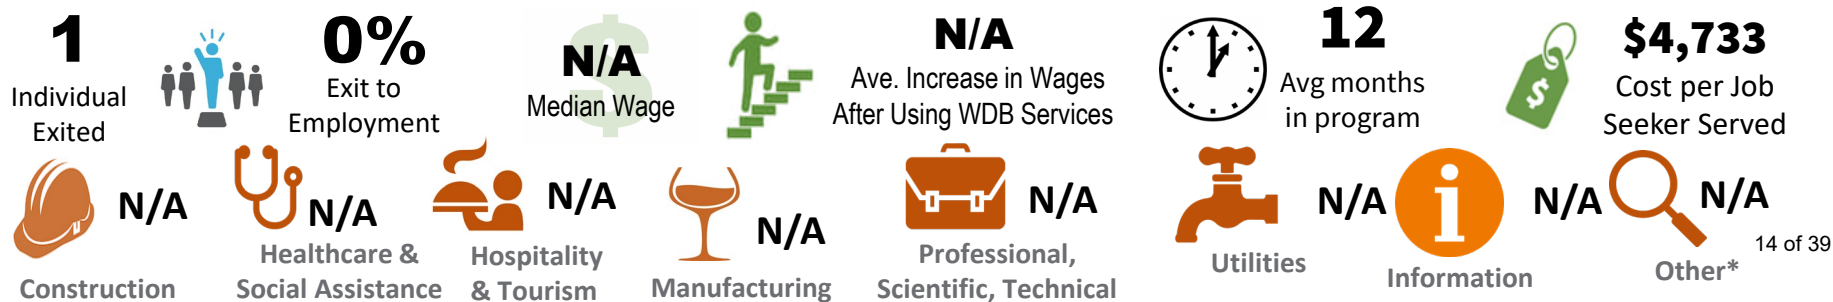 1
Individual
Exited
0%
Exit to
Employment
$
N/A
Median Wage
N/A
Ave. Increase in Wages
After Using WDB Services
12
Avg months
in program
$
$4,733
Cost per Job
Seeker Served
N/A
Construction
N/A
Healthcare &
Social Assistance
N/A
Hospitality
& Tourism
N/A
Manufacturing
N/A
Professional,
Scientific, Technical
N/A
Utilities
i
N/A
Information
N/A
Other*
14 of 39